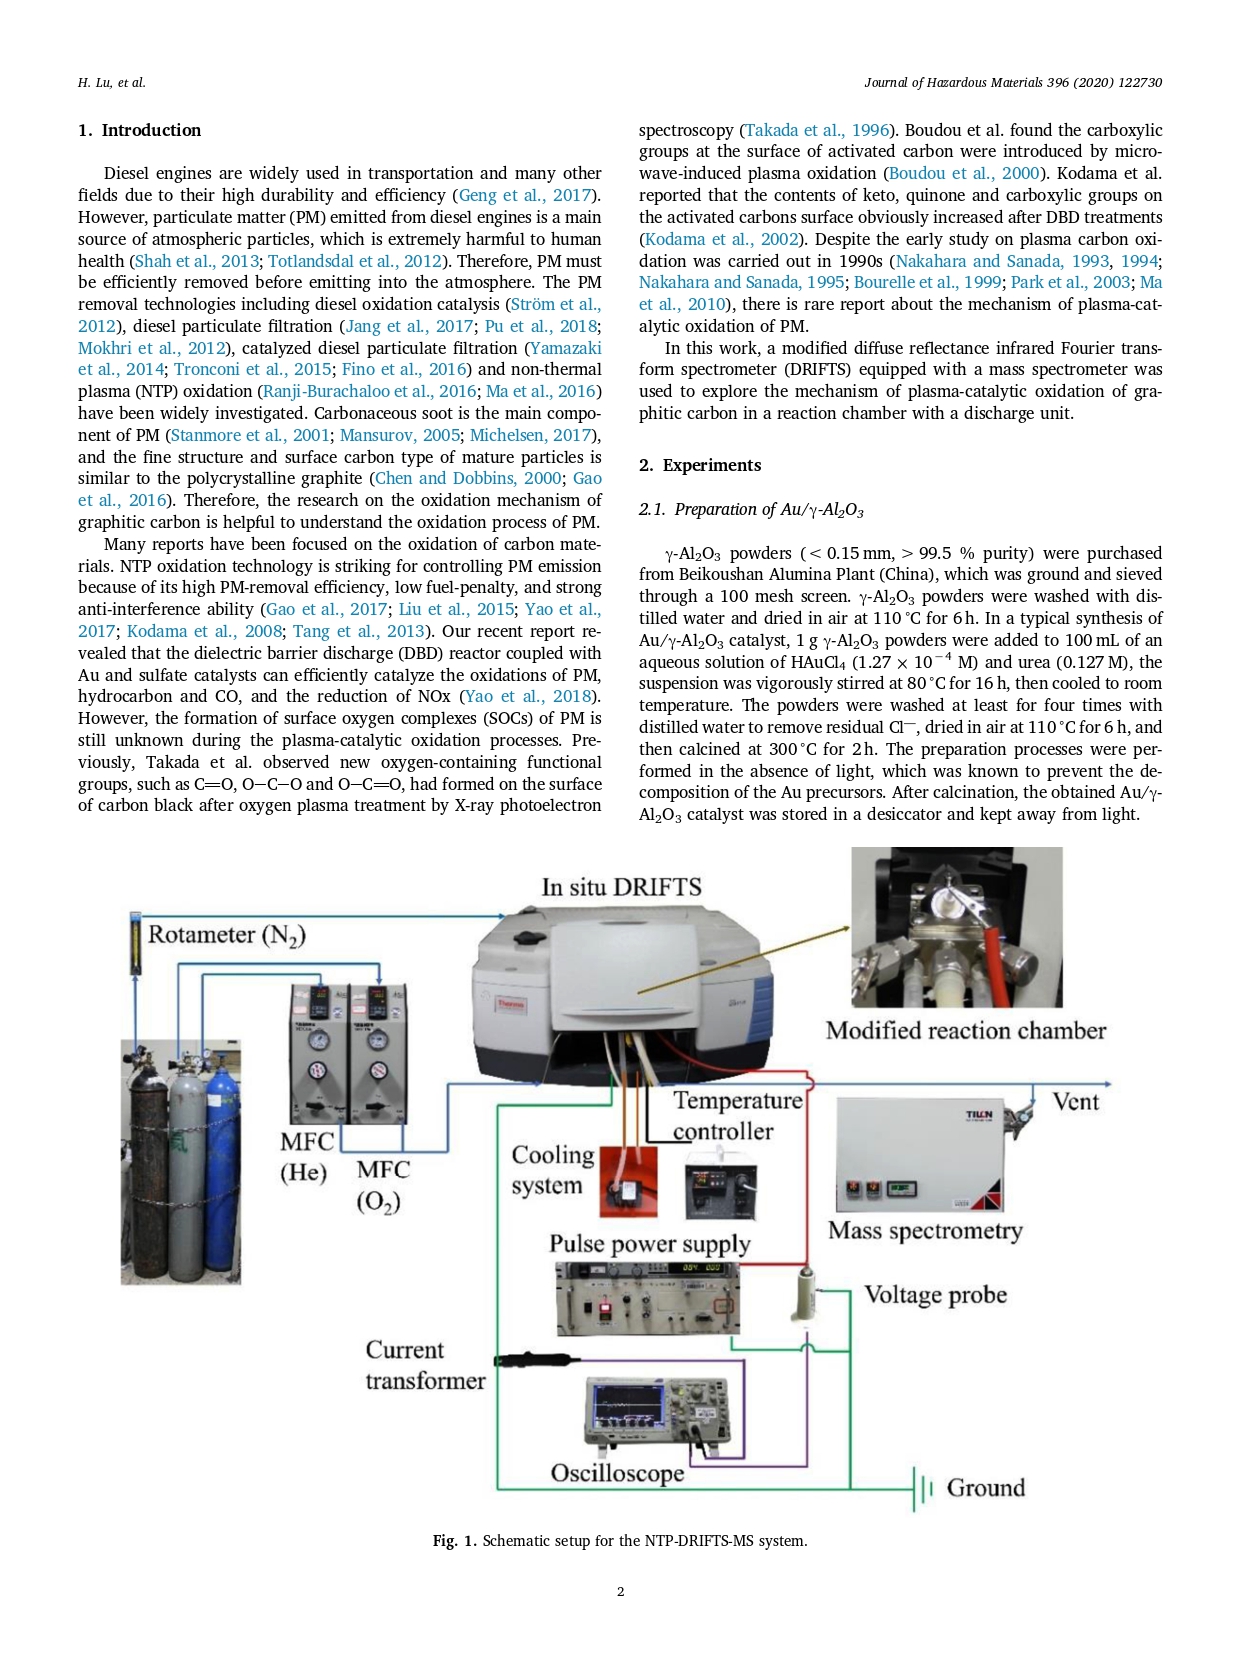 H. Lu, et al.
Journal of Hazardous Materials 396 (2020) 122730
1. Introduction
Diesel engines are widely used in transportation and many other
fields due to their high durability and efficiency (Geng et al., 2017).
However, particulate matter (PM) emitted from diesel engines is a main
source of atmospheric particles, which is extremely harmful to human
health (Shah et al., 2013; Totlandsdal et al., 2012). Therefore, PM must
be efficiently removed before emitting into the atmosphere. The PM
removal technologies including diesel oxidation catalysis (Ström et al.,
2012), diesel particulate filtration (Jang et al., 2017; Pu et al., 2018;
Mokhri et al., 2012), catalyzed diesel particulate filtration (Yamazaki
et al., 2014; Tronconi et al., 2015; Fino et al., 2016) and non-thermal
plasma (NTP) oxidation (Ranji-Burachaloo et al., 2016; Ma et al., 2016)
have been widely investigated. Carbonaceous soot is the main compo-
nent of PM (Stanmore et al., 2001; Mansurov, 2005; Michelsen, 2017),
and the fine structure and surface carbon type of mature particles is
similar to the polycrystalline graphite (Chen and Dobbins, 2000; Gao
et al., 2016). Therefore, the research on the oxidation mechanism of
graphitic carbon is helpful to understand the oxidation process of PM.
Many reports have been focused on the oxidation of carbon mate-
rials. NTP oxidation technology is striking for controlling PM emission
because of its high PM-removal efficiency, low fuel-penalty, and strong
anti-interference ability (Gao et al., 2017; Liu et al., 2015; Yao et al.,
2017; Kodama et al., 2008; Tang et al., 2013). Our recent report re-
vealed that the dielectric barrier discharge (DBD) reactor coupled with
Au and sulfate catalysts can efficiently catalyze the oxidations of PM,
hydrocarbon and CO, and the reduction of NOx (Yao et al., 2018).
However, the formation of surface oxygen complexes (SOCs) of PM is
still unknown during the plasma-catalytic oxidation processes. Pre-
viously, Takada et al. observed new oxygen-containing functional
groups, such as C═O, O─C─O and O─C═O, had formed on the surface
of carbon black after oxygen plasma treatment by X-ray photoelectron
spectroscopy (Takada et al., 1996). Boudou et al. found the carboxylic
groups at the surface of activated carbon were introduced by micro-
wave-induced plasma oxidation (Boudou et al., 2000). Kodama et al.
reported that the contents of keto, quinone and carboxylic groups on
the activated carbons surface obviously increased after DBD treatments
(Kodama et al., 2002). Despite the early study on plasma carbon oxi-
dation was carried out in 1990s (Nakahara and Sanada, 1993, 1994;
Nakahara and Sanada, 1995; Bourelle et al., 1999; Park et al., 2003; Ma
et al., 2010), there is rare report about the mechanism of plasma-cat-
alytic oxidation of PM.
In this work, a modified diffuse reflectance infrared Fourier trans-
form spectrometer (DRIFTS) equipped with a mass spectrometer was
used to explore the mechanism of plasma-catalytic oxidation of gra-
phitic carbon in a reaction chamber with a discharge unit.
2. Experiments
2.1. Preparation of Au/γ-Al₂O₃
γ-Al₂O₃ powders (< 0.15 mm, > 99.5 % purity) were purchased
from Beikoushan Alumina Plant (China), which was ground and sieved
through a 100 mesh screen. γ-Al₂O₃ powders were washed with dis-
tilled water and dried in air at 110 °C for 6 h. In a typical synthesis of
Au/γ-Al₂O₃ catalyst, 1 g γ-Al₂O₃ powders were added to 100 mL of an
aqueous solution of HAuCl₄ (1.27 × 10⁻⁴ M) and urea (0.127 M), the
suspension was vigorously stirred at 80 °C for 16 h, then cooled to room
temperature. The powders were washed at least for four times with
distilled water to remove residual Cl⁻, dried in air at 110 °C for 6 h, and
then calcined at 300 °C for 2 h. The preparation processes were per-
formed in the absence of light, which was known to prevent the de-
composition of the Au precursors. After calcination, the obtained Au/γ-
Al₂O₃ catalyst was stored in a desiccator and kept away from light.
In situ DRIFTS
Rotameter (N₂)
Modified reaction chamber
MFC
(He)
MFC
(O₂)
Temperature
controller
Vent
TILON
Cooling
system
Mass spectrometry
Pulse power supply
Voltage probe
Current
transformer
Oscilloscope
Ground
Fig. 1. Schematic setup for the NTP-DRIFTS-MS system.
2